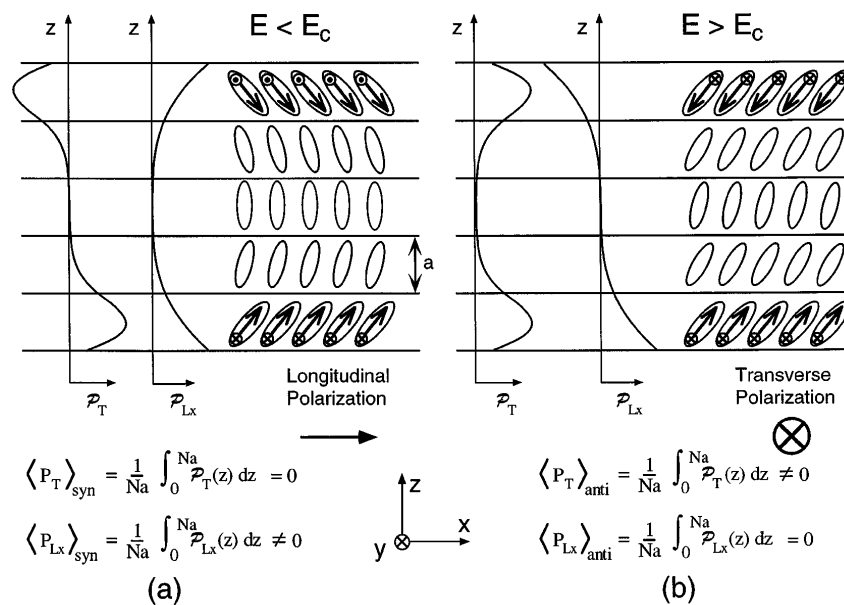 z z E < E_c
z z E > E_c
a
𝒫_T 𝒫_Lx Longitudinal
Polarization
𝒫_T 𝒫_Lx Transverse
Polarization
⟨P_T⟩_syn = 1/Na ∫_0^Na 𝒫_T(z) dz = 0
⟨P_Lx⟩_syn = 1/Na ∫_0^Na 𝒫_Lx(z) dz ≠ 0
(a)
z
x
y
⟨P_T⟩_anti = 1/Na ∫_0^Na 𝒫_T(z) dz ≠ 0
⟨P_Lx⟩_anti = 1/Na ∫_0^Na 𝒫_Lx(z) dz = 0
(b)